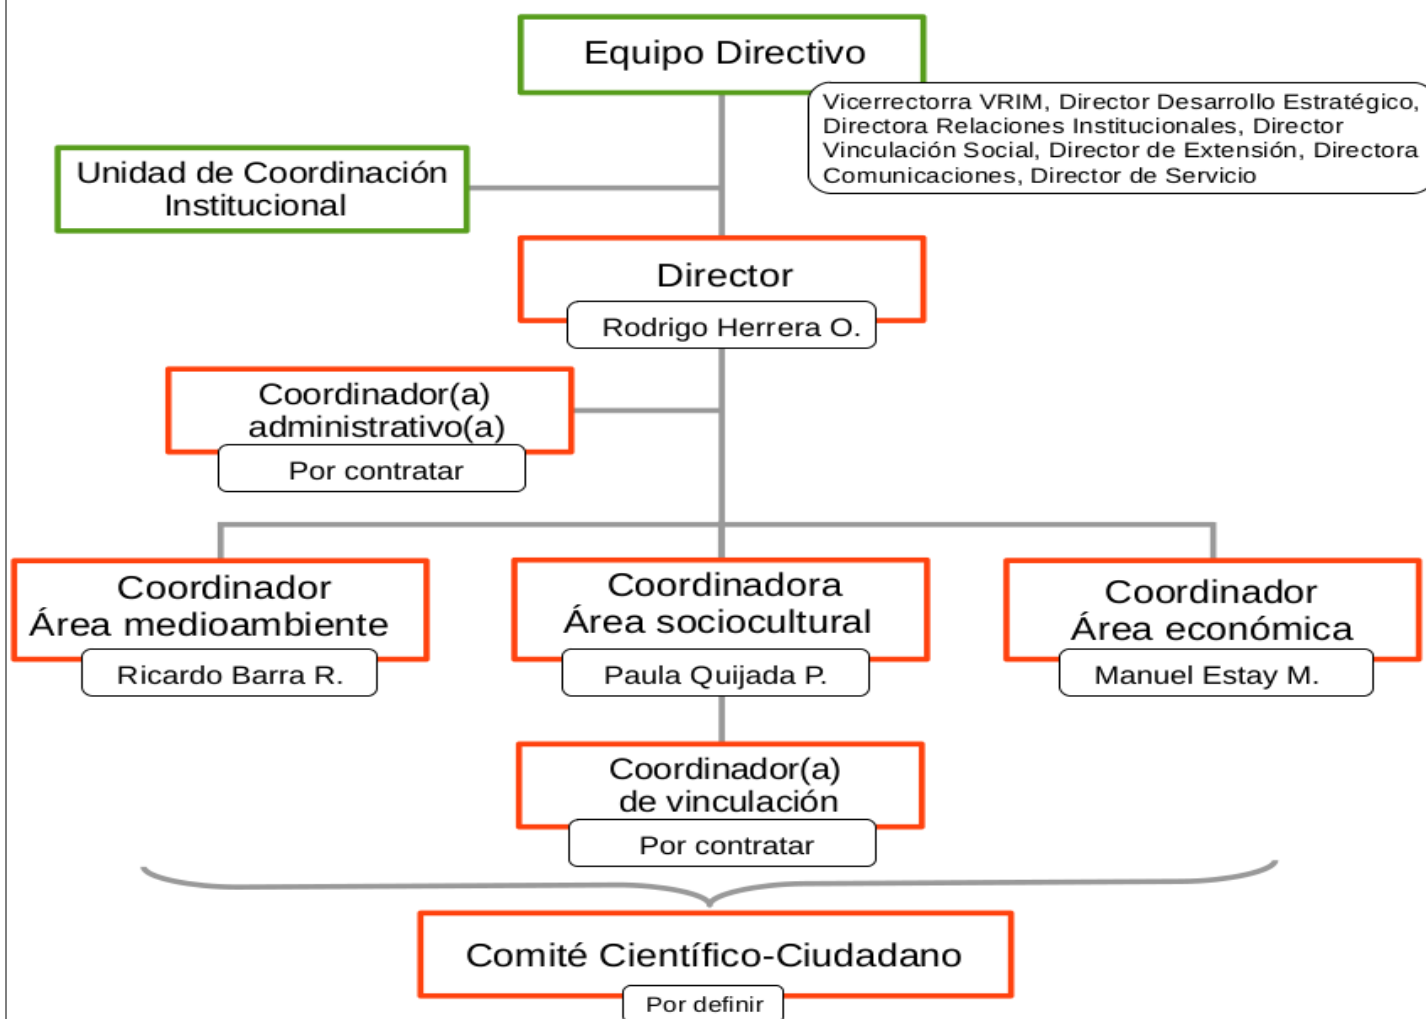 Equipo Directivo
Vicerrectorra VRIM, Director Desarrollo Estratégico,
Directora Relaciones Institucionales, Director
Vinculación Social, Director de Extensión, Directora
Comunicaciones, Director de Servicio
Unidad de Coordinación
Institucional
Director
Rodrigo Herrera O.
Coordinador(a)
administrativo(a)
Por contratar
Coordinador
Área medioambiente
Ricardo Barra R.
Coordinadora
Área sociocultural
Paula Quijada P.
Coordinador
Área económica
Manuel Estay M.
Coordinador(a)
de vinculación
Por contratar
Comité Científico-Ciudadano
Por definir